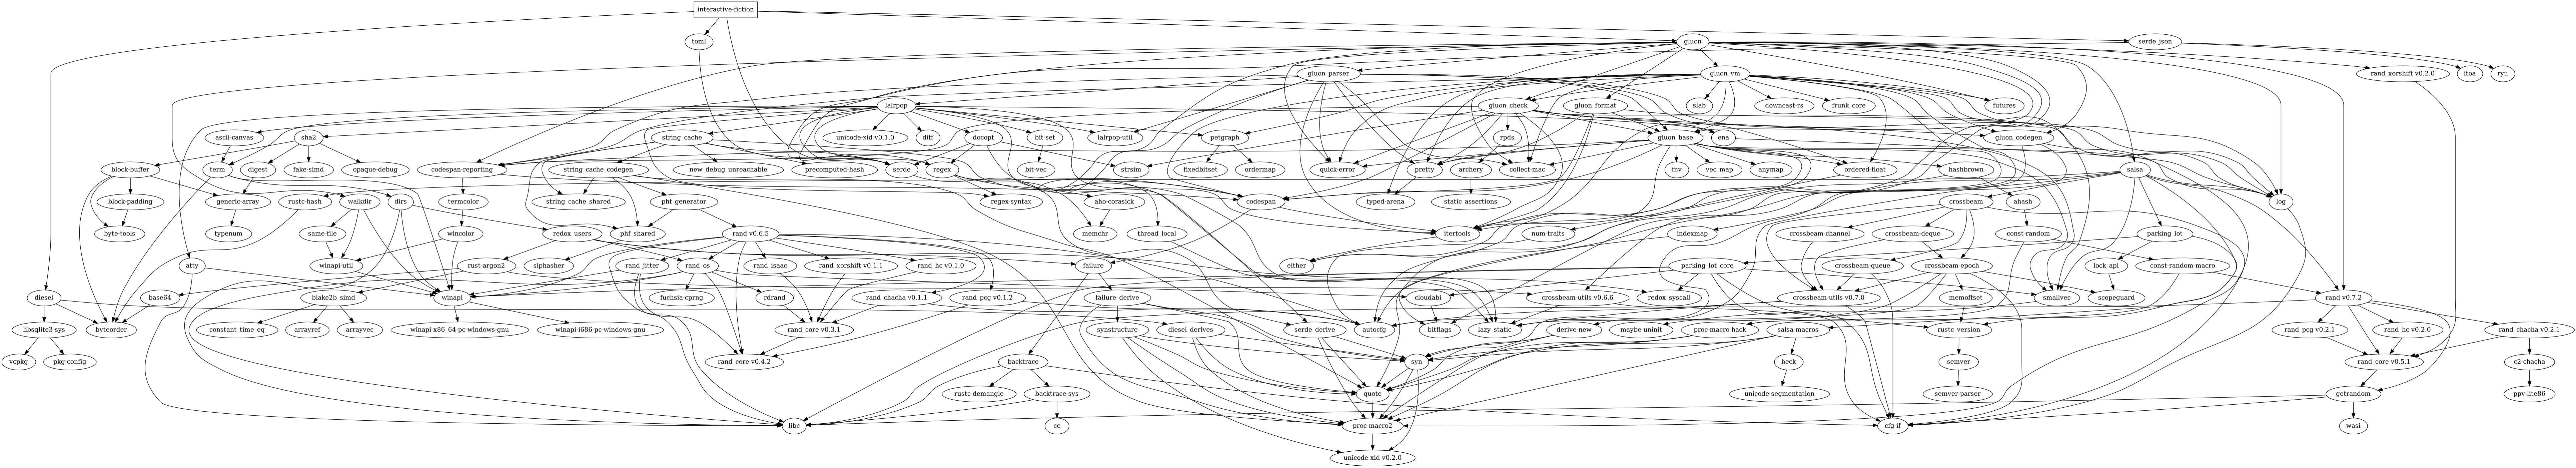 interactive-fiction
toml
gluon
serde_json
gluon_parser
gluon_vm
rand_xorshift v0.2.0
itoa
ryu
lalrpop
gluon_check
gluon_format
slab
downcast-rs
frunk_core
futures
ascii-canvas
sha2
string_cache
unicode-xid v0.1.0
diff
docopt
bit-set
lalrpop-util
petgraph
rpds
gluon_base
ena
gluon_codegen
block-buffer
term
digest
fake-simd
opaque-debug
codespan-reporting
string_cache_codegen
new_debug_unreachable
precomputed-hash
serde
regex
bit-vec
strsim
fixedbitset
ordermap
quick-error
pretty
archery
collect-mac
fnv
vec_map
anymap
ordered-float
hashbrown
salsa
block-padding
generic-array
rustc-hash
walkdir
dirs
termcolor
string_cache_shared
phf_generator
regex-syntax
aho-corasick
codespan
typed-arena
static_assertions
crossbeam
ahash
log
byte-tools
typenum
same-file
wincolor
redox_users
phf_shared
rand v0.6.5
memchr
thread_local
itertools
num-traits
indexmap
crossbeam-channel
crossbeam-deque
const-random
parking_lot
atty
winapi-util
rust-argon2
siphasher
rand_jitter
rand_os
rand_isaac
rand_xorshift v0.1.1
rand_hc v0.1.0
failure
either
parking_lot_core
crossbeam-queue
crossbeam-epoch
lock_api
const-random-macro
diesel
byteorder
base64
blake2b_simd
winapi
fuchsia-cprng
rdrand
rand_chacha v0.1.1
rand_pcg v0.1.2
failure_derive
cloudabi
crossbeam-utils v0.6.6
redox_syscall
crossbeam-utils v0.7.0
memoffset
smallvec
scopeguard
rand v0.7.2
libsqlite3-sys
constant_time_eq
arrayref
arrayvec
winapi-x86_64-pc-windows-gnu
winapi-i686-pc-windows-gnu
rand_core v0.3.1
synstructure
diesel_derives
serde_derive
autocfg
bitflags
lazy_static
derive-new
maybe-uninit
proc-macro-hack
salsa-macros
rustc_version
rand_pcg v0.2.1
rand_hc v0.2.0
rand_chacha v0.2.1
vcpkg
pkg-config
rand_core v0.4.2
backtrace
syn
heck
semver
rand_core v0.5.1
c2-chacha
rustc-demangle
backtrace-sys
quote
unicode-segmentation
semver-parser
getrandom
ppv-lite86
libc
cc
proc-macro2
cfg-if
wasi
unicode-xid v0.2.0